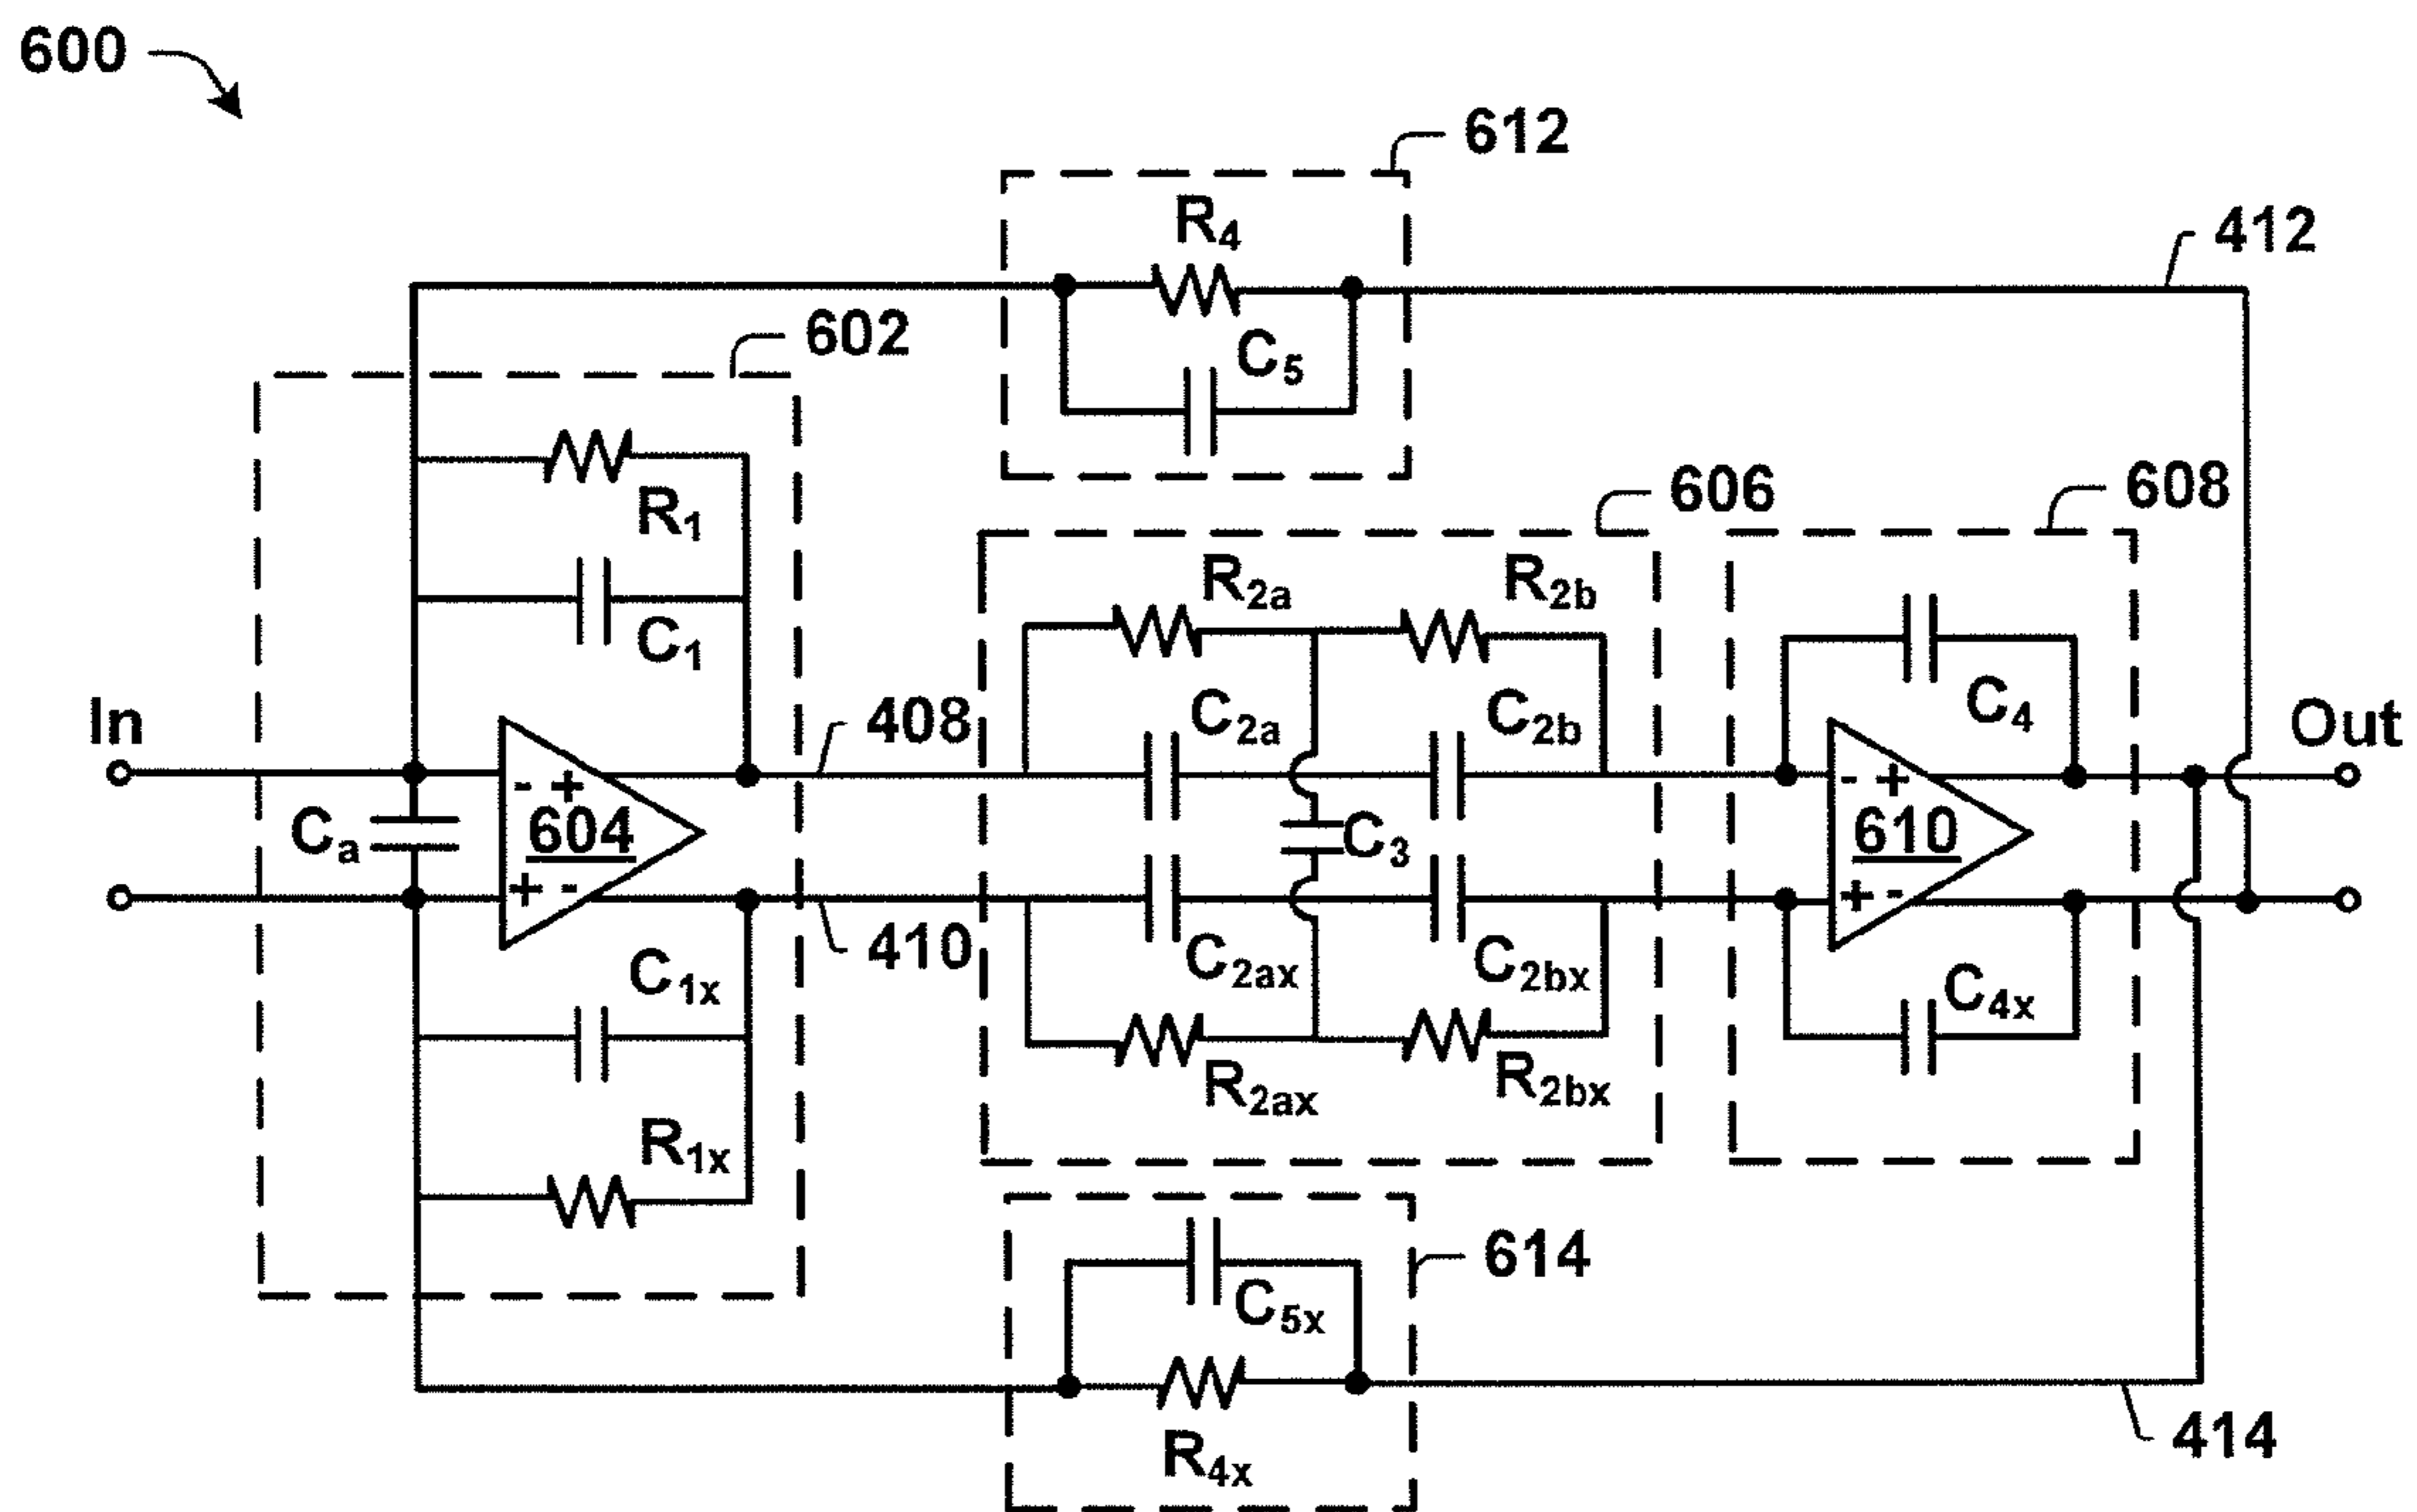 600
612
R4
412
C5
602
R1
C1
606
608
R2a
R2b
C2a
C2b
C4
In
408
Out
- +
604
+ -
Ca
C3
- +
610
+ -
410
C1x
C2ax
C2bx
C4x
R2ax
R2bx
R1x
614
C5x
R4x
414